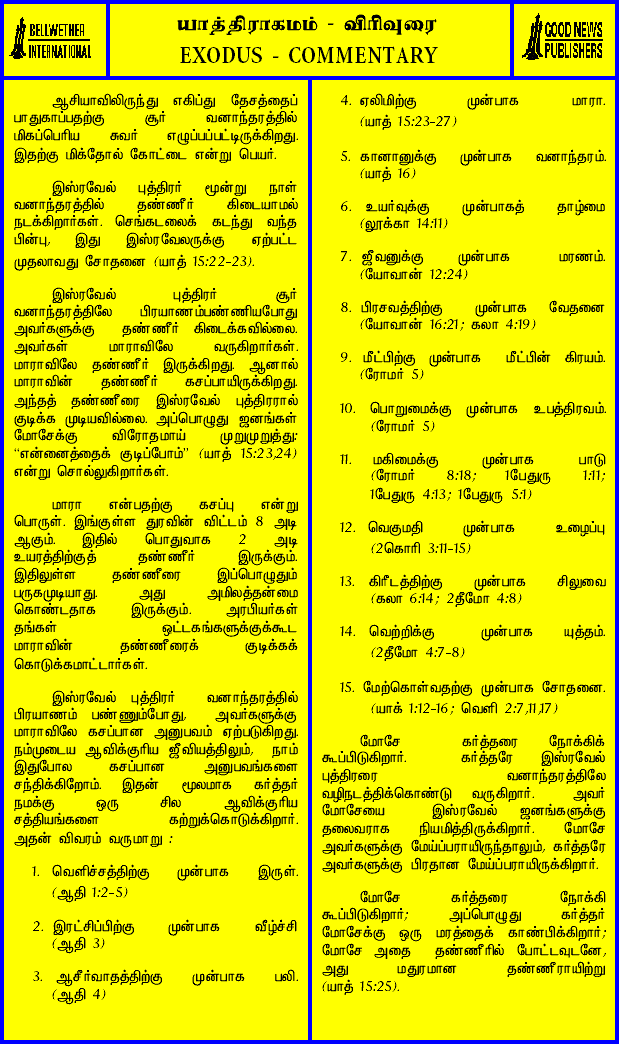 BELLWETHER
INTERNATIONAL
யாத்திராகமம் - விரிவுரை
EXODUS - COMMENTARY
GOOD NEWS
PUBLISHERS
ஆசியாவிலிருந்து எகிப்து தேசத்தைப்
பாதுகாப்பதற்கு சூர் வனாந்தரத்தில்
மிகப்பெரிய சுவர் எழுப்பப்பட்டிருக்கிறது.
இதற்கு மிக்தோல் கோட்டை என்று பெயர்.
இஸ்ரவேல் புத்திரர் மூன்று நாள்
வனாந்தரத்தில் தண்ணீர் கிடையாமல்
நடக்கிறார்கள். செங்கடலைக் கடந்து வந்த
பின்பு, இது இஸ்ரவேலருக்கு ஏற்பட்ட
முதலாவது சோதனை (யாத் 15:22-23).
இஸ்ரவேல் புத்திரர் சூர்
வனாந்தரத்திலே பிரயாணம்பண்ணியபோது
அவர்களுக்கு தண்ணீர் கிடைக்கவில்லை.
அவர்கள் மாராவிலே வருகிறார்கள்.
மாராவிலே தண்ணீர் இருக்கிறது. ஆனால்
மாராவின் தண்ணீர் கசப்பாயிருக்கிறது.
அந்தத் தண்ணீரை இஸ்ரவேல் புத்திரரால்
குடிக்க முடியவில்லை. அப்பொழுது ஜனங்கள்
மோசேக்கு விரோதமாய் முறுமுறுத்து:
“என்னைத்தைக் குடிப்போம்” (யாத் 15:23,24)
என்று சொல்லுகிறார்கள்.
மாரா என்பதற்கு கசப்பு என்று
பொருள். இங்குள்ள துரவின் விட்டம் 8 அடி
ஆகும். இதில் பொதுவாக 2 அடி
உயரத்திற்குத் தண்ணீர் இருக்கும்.
இதிலுள்ள தண்ணீரை இப்பொழுதும்
பருகமுடியாது. அது அமிலத்தன்மை
கொண்டதாக இருக்கும். அரபியர்கள்
தங்கள் ஒட்டகங்களுக்குக்கூட
மாராவின் தண்ணீரைக் குடிக்கக்
கொடுக்கமாட்டார்கள்.
இஸ்ரவேல் புத்திரர் வனாந்தரத்தில்
பிரயாணம் பண்ணும்போது, அவர்களுக்கு
மாராவிலே கசப்பான அனுபவம் ஏற்படுகிறது.
நம்முடைய ஆவிக்குரிய ஜீவியத்திலும், நாம்
இதுபோல கசப்பான அனுபவங்களை
சந்திக்கிறோம். இதன் மூலமாக கர்த்தர்
நமக்கு ஒரு சில ஆவிக்குரிய
சத்தியங்களை கற்றுக்கொடுக்கிறார்.
அதன் விவரம் வருமாறு :
1. வெளிச்சத்திற்கு முன்பாக இருள்.
(ஆதி 1:2-5)
2. இரட்சிப்பிற்கு முன்பாக வீழ்ச்சி
(ஆதி 3)
3. ஆசீர்வாதத்திற்கு முன்பாக பலி.
(ஆதி 4)
4. ஏலிமிற்கு முன்பாக மாரா.
(யாத் 15:23-27)
5. கானானுக்கு முன்பாக வனாந்தரம்.
(யாத் 16)
6. உயர்வுக்கு முன்பாகத் தாழ்மை
(லூக்கா 14:11)
7. ஜீவனுக்கு முன்பாக மரணம்.
(யோவான் 12:24)
8. பிரசவத்திற்கு முன்பாக வேதனை
(யோவான் 16:21; கலா 4:19)
9. மீட்பிற்கு முன்பாக மீட்பின் கிரயம்.
(ரோமர் 5)
10. பொறுமைக்கு முன்பாக உபத்திரவம்.
(ரோமர் 5)
11. மகிமைக்கு முன்பாக பாடு
(ரோமர் 8:18; 1பேதுரு 1:11;
1பேதுரு 4:13; 1பேதுரு 5:1)
12. வெகுமதி முன்பாக உழைப்பு
(2கொரி 3:11-15)
13. கிரீடத்திற்கு முன்பாக சிலுவை
(கலா 6:14; 2தீமோ 4:8)
14. வெற்றிக்கு முன்பாக யுத்தம்.
(2தீமோ 4:7-8)
15. மேற்கொள்வதற்கு முன்பாக சோதனை.
(யாக் 1:12-16; வெளி 2:7,11,17)
மோசே கர்த்தரை நோக்கிக்
கூப்பிடுகிறார். கர்த்தரே இஸ்ரவேல்
புத்திரரை வனாந்தரத்திலே
வழிநடத்திக்கொண்டு வருகிறார். அவர்
மோசேயை இஸ்ரவேல் ஜனங்களுக்கு
தலைவராக நியமித்திருக்கிறார். மோசே
அவர்களுக்கு மேய்ப்பராயிருந்தாலும், கர்த்தரே
அவர்களுக்கு பிரதான மேய்ப்பராயிருக்கிறார்.
மோசே கர்த்தரை நோக்கி
கூப்பிடுகிறார்; அப்பொழுது கர்த்தர்
மோசேக்கு ஒரு மரத்தைக் காண்பிக்கிறார்;
மோசே அதை தண்ணீரில் போட்டவுடனே,
அது மதுரமான தண்ணீராயிற்று
(யாத் 15:25).